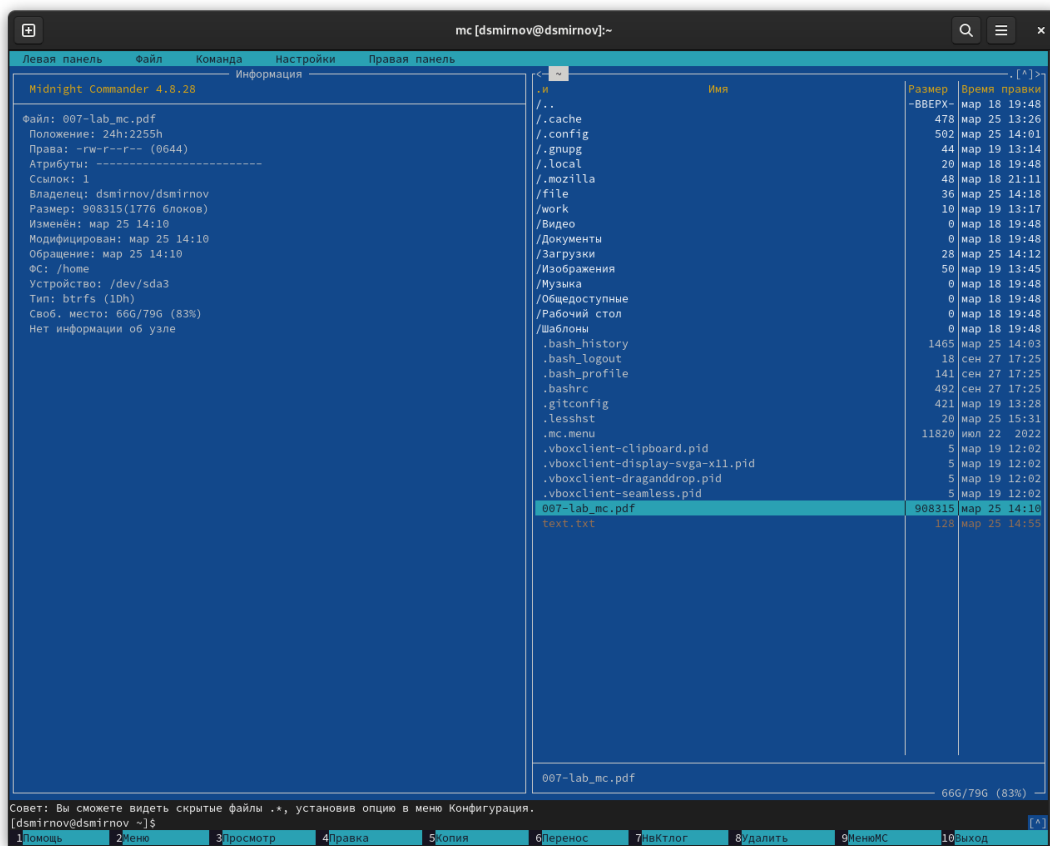 mc [dsmirnov@dsmirnov]:~
Левая панель Файл Команда Настройки Правая панель
Информация
Midnight Commander 4.8.28
Файл: 007-lab_mc.pdf
Положение: 24h:2255h
Права: -rw-r--r-- (0644)
Атрибуты: -------------------------
Ссылок: 1
Владелец: dsmirnov/dsmirnov
Размер: 908315(1776 блоков)
Изменён: мар 25 14:10
Модифицирован: мар 25 14:10
Обращение: мар 25 14:10
ФС: /home
Устройство: /dev/sda3
Тип: btrfs (1Dh)
Своб. место: 66G/79G (83%)
Нет информации об узле
<─ ~ .[^]>
.и Имя Размер Время правки
/.. -ВВЕРХ- мар 18 19:48
/.cache 478 мар 25 13:26
/.config 502 мар 25 14:01
/.gnupg 44 мар 19 13:14
/.local 20 мар 18 19:48
/.mozilla 48 мар 18 21:11
/file 36 мар 25 14:18
/work 10 мар 19 13:17
/Видео 0 мар 18 19:48
/Документы 0 мар 18 19:48
/Загрузки 28 мар 25 14:12
/Изображения 50 мар 19 13:45
/Музыка 0 мар 18 19:48
/Общедоступные 0 мар 18 19:48
/Рабочий стол 0 мар 18 19:48
/Шаблоны 0 мар 18 19:48
.bash_history 1465 мар 25 14:03
.bash_logout 18 сен 27 17:25
.bash_profile 141 сен 27 17:25
.bashrc 492 сен 27 17:25
.gitconfig 421 мар 19 13:28
.lesshst 20 мар 25 15:31
.mc.menu 11820 июл 22 2022
.vboxclient-clipboard.pid 5 мар 19 12:02
.vboxclient-display-svga-x11.pid 5 мар 19 12:02
.vboxclient-draganddrop.pid 5 мар 19 12:02
.vboxclient-seamless.pid 5 мар 19 12:02
007-lab_mc.pdf 908315 мар 25 14:10
text.txt 128 мар 25 14:55
007-lab_mc.pdf
66G/79G (83%)
Совет: Вы сможете видеть скрытые файлы .*, установив опцию в меню Конфигурация.
[dsmirnov@dsmirnov ~]$ [^]
1Помощь 2Меню 3Просмотр 4Правка 5Копия 6Перенос 7НвКтлог 8Удалить 9МенюMC 10Выход